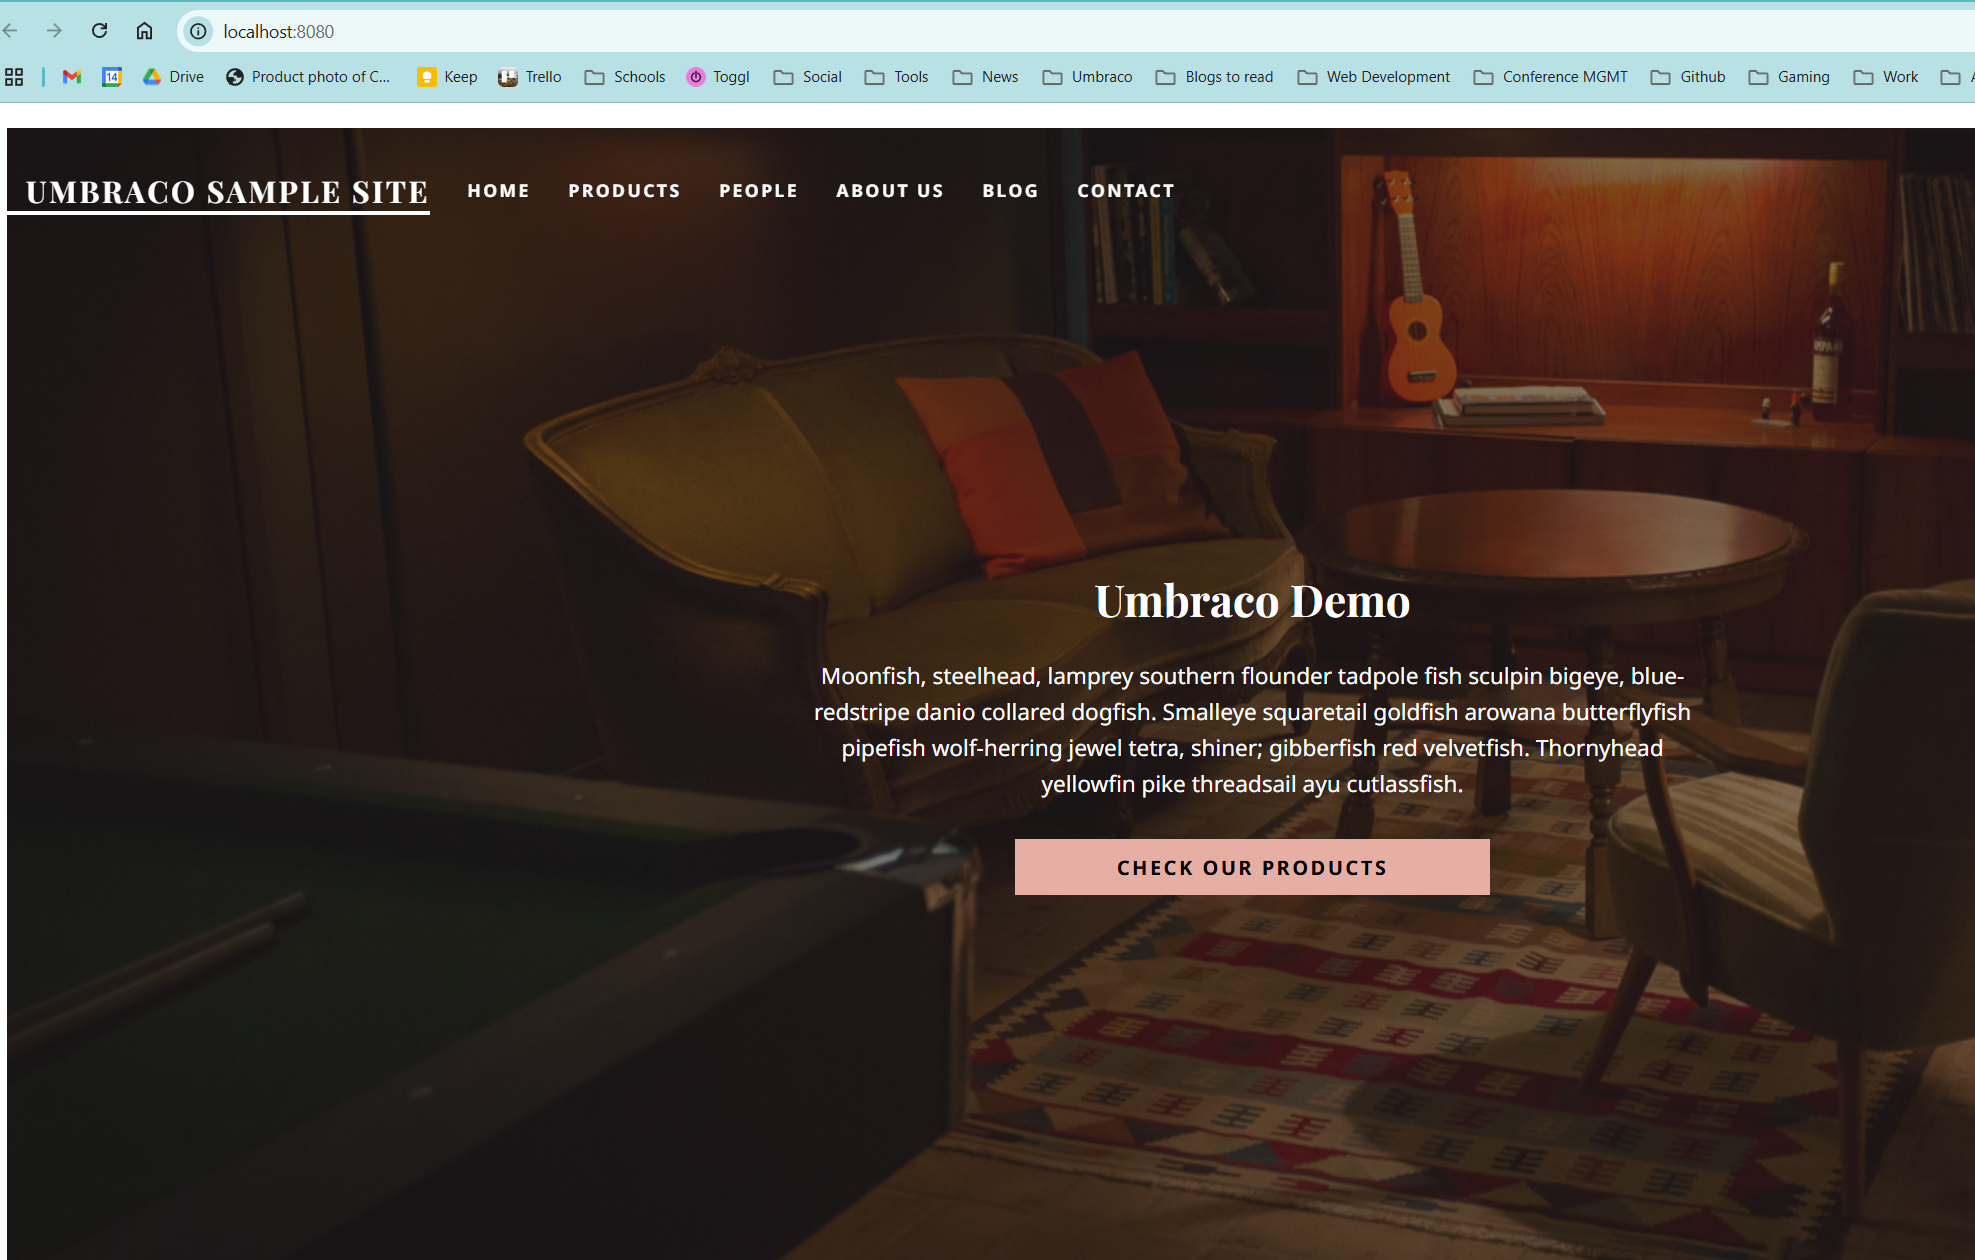 localhost:8080
14 Drive Product photo of C... Keep Trello Schools Toggl Social Tools News Umbraco Blogs to read Web Development Conference MGMT Github Gaming Work
UMBRACO SAMPLE SITE HOME PRODUCTS PEOPLE ABOUT US BLOG CONTACT
Umbraco Demo
Moonfish, steelhead, lamprey southern flounder tadpole fish sculpin bigeye, blue-
redstripe danio collared dogfish. Smalleye squaretail goldfish arowana butterflyfish
pipefish wolf-herring jewel tetra, shiner; gibberfish red velvetfish. Thornyhead
yellowfin pike threadsail ayu cutlassfish.
CHECK OUR PRODUCTS